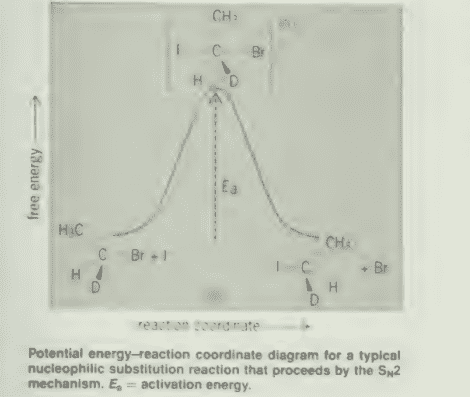 CH₃
I C Br
H D
Ea
free energy
H₃C
C Br + I
H D
CH₃
I C + Br
D H
reaction coordinate
Potential energy–reaction coordinate diagram for a typical
nucleophilic substitution reaction that proceeds by the SN2
mechanism. Ea = activation energy.